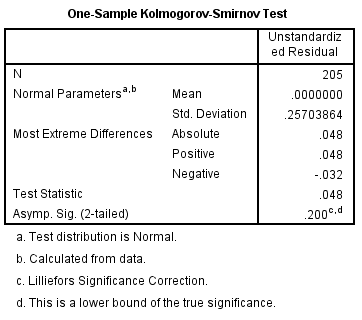 One-Sample Kolmogorov-Smirnov Test
Unstandardiz
ed Residual
N 205
Normal Parametersa,b Mean .0000000
Std. Deviation .25703864
Most Extreme Differences Absolute .048
Positive .048
Negative -.032
Test Statistic .048
Asymp. Sig. (2-tailed) .200c,d
a. Test distribution is Normal.
b. Calculated from data.
c. Lilliefors Significance Correction.
d. This is a lower bound of the true significance.